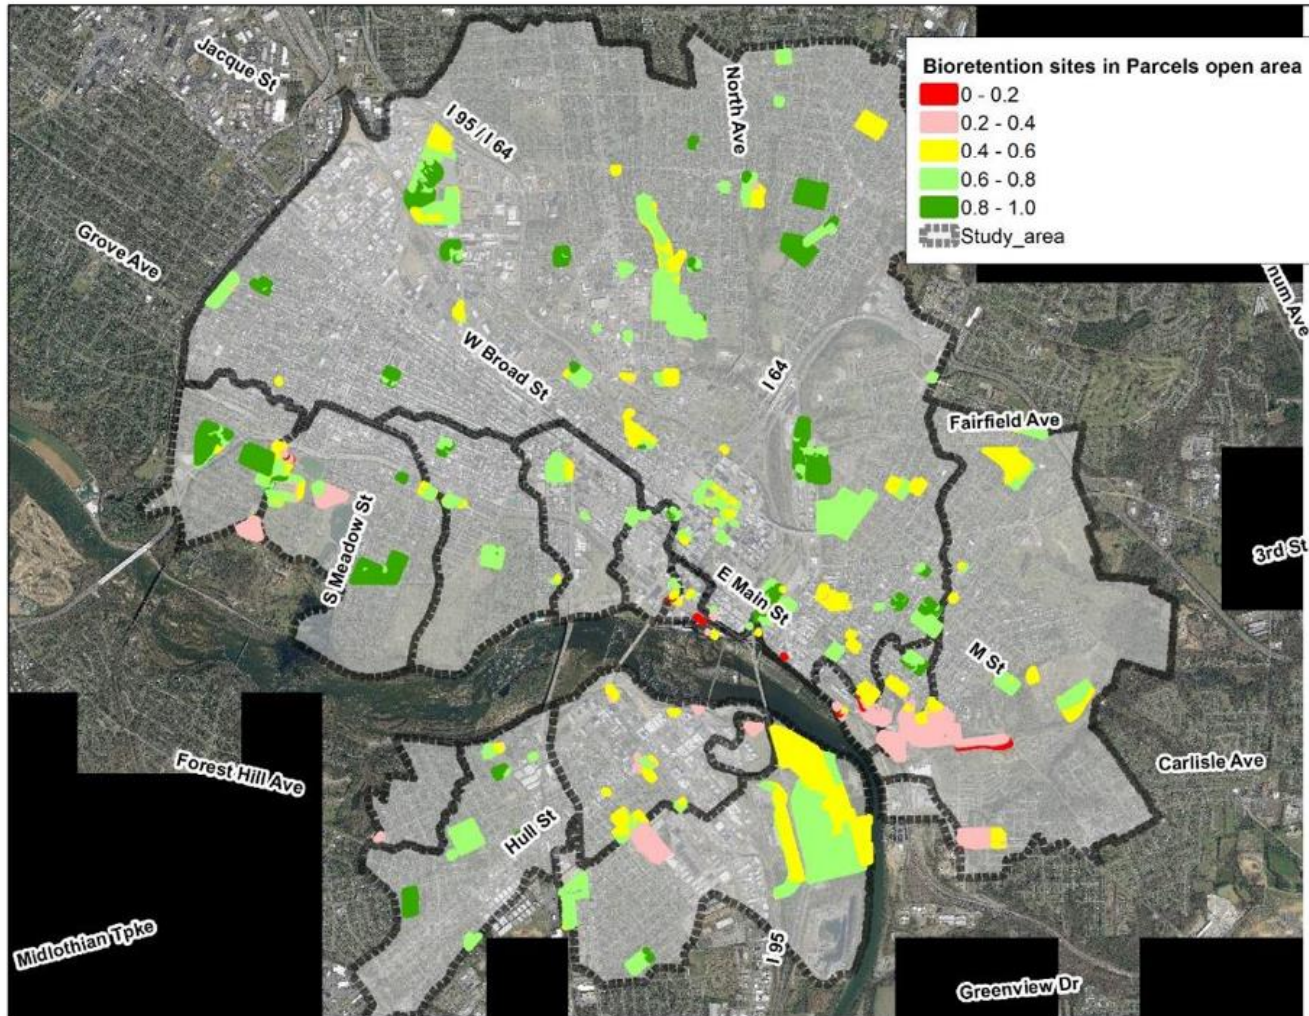 Jacque St
I 95 / I 64
North Ave
Bioretention sites in Parcels open area
0 - 0.2
0.2 - 0.4
0.4 - 0.6
0.6 - 0.8
0.8 - 1.0
Study_area
Grove Ave
num Ave
W Broad St
I 64
Fairfield Ave
S Meadow St
3rd St
E Main St
M St
Forest Hill Ave
Carlisle Ave
Hull St
Midlothian Tpke
I 95
Greenview Dr